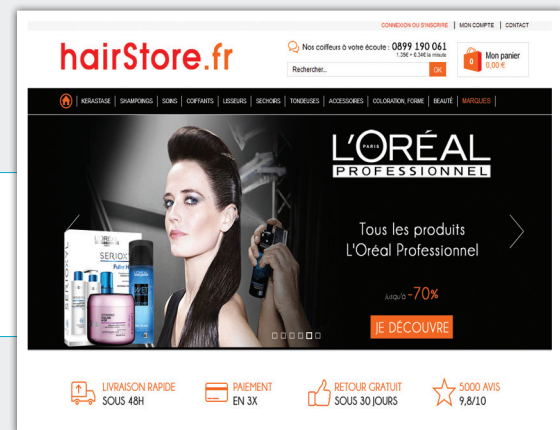 CONNEXION OU S'INSCRIRE | MON COMPTE | CONTACT
hairStore.fr
Nos coiffeurs à votre écoute : 0899 190 061
1.35€ + 0.34€ la minute
Rechercher...
OK
0
Mon panier
0,00 €
KERASTASE | SHAMPOINGS | SOINS | COIFFANTS | LISSEURS | SECHOIRS | TONDEUSES | ACCESSOIRES | COLORATION, FORME | BEAUTÉ | MARQUES
L'ORÉAL
PARIS
PROFESSIONNEL
Tous les produits
L'Oréal Professionnel
jusqu'à -70%
JE DÉCOUVRE
SERIOXYL
SERIOXYL
LIVRAISON RAPIDE
SOUS 48H
PAIEMENT
EN 3X
RETOUR GRATUIT
SOUS 30 JOURS
5000 AVIS
9,8/10